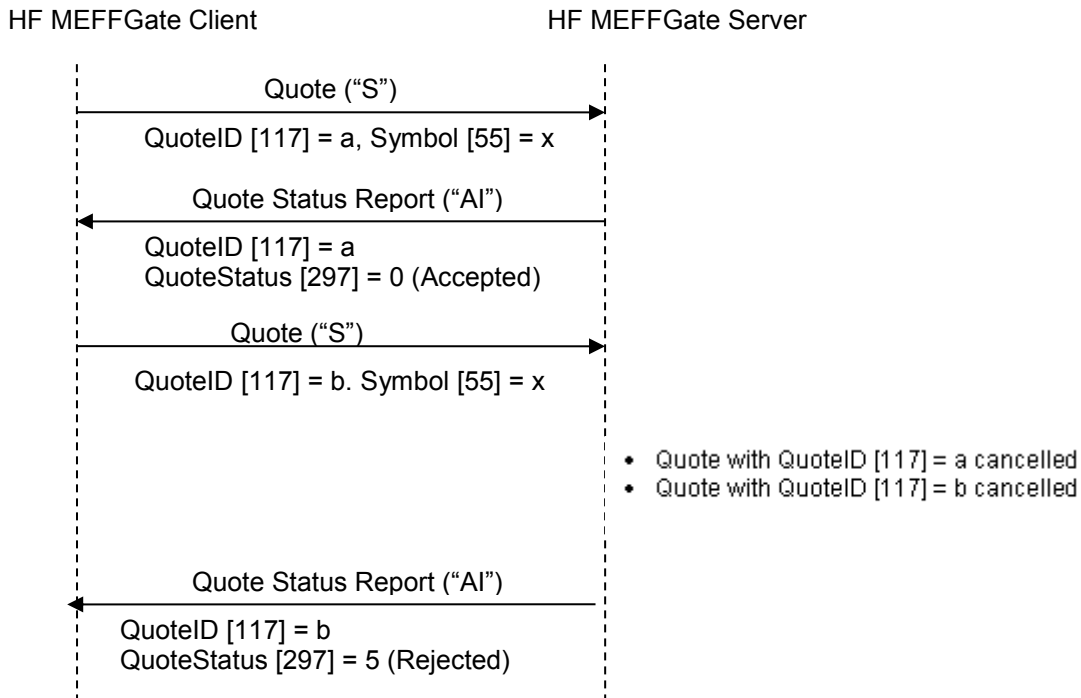 HF MEFFGate Client
HF MEFFGate Server
Quote (“S”)
QuoteID [117] = a, Symbol [55] = x
Quote Status Report (“AI”)
QuoteID [117] = a
QuoteStatus [297] = 0 (Accepted)
Quote (“S”)
QuoteID [117] = b. Symbol [55] = x
• Quote with QuoteID [117] = a cancelled
• Quote with QuoteID [117] = b cancelled
Quote Status Report (“AI”)
QuoteID [117] = b
QuoteStatus [297] = 5 (Rejected)